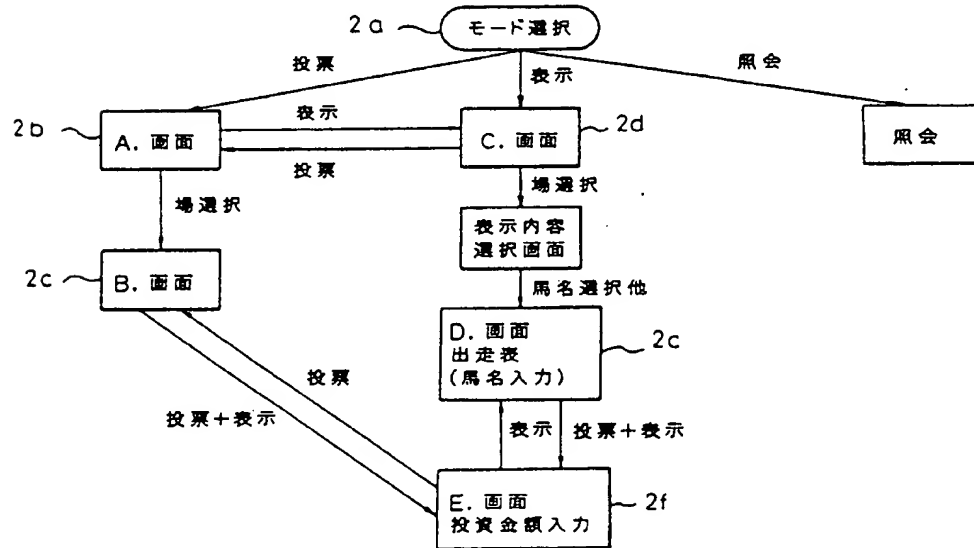 2a
モード選択
投票
表示
照会
2b
A. 画面
表示
投票
C. 画面
2d
照会
場選択
場選択
表示内容
選択画面
2c
B. 画面
馬名選択他
D. 画面
出走表
(馬名入力)
2c
投票
投票+表示
表示
投票+表示
E. 画面
投資金額入力
2f